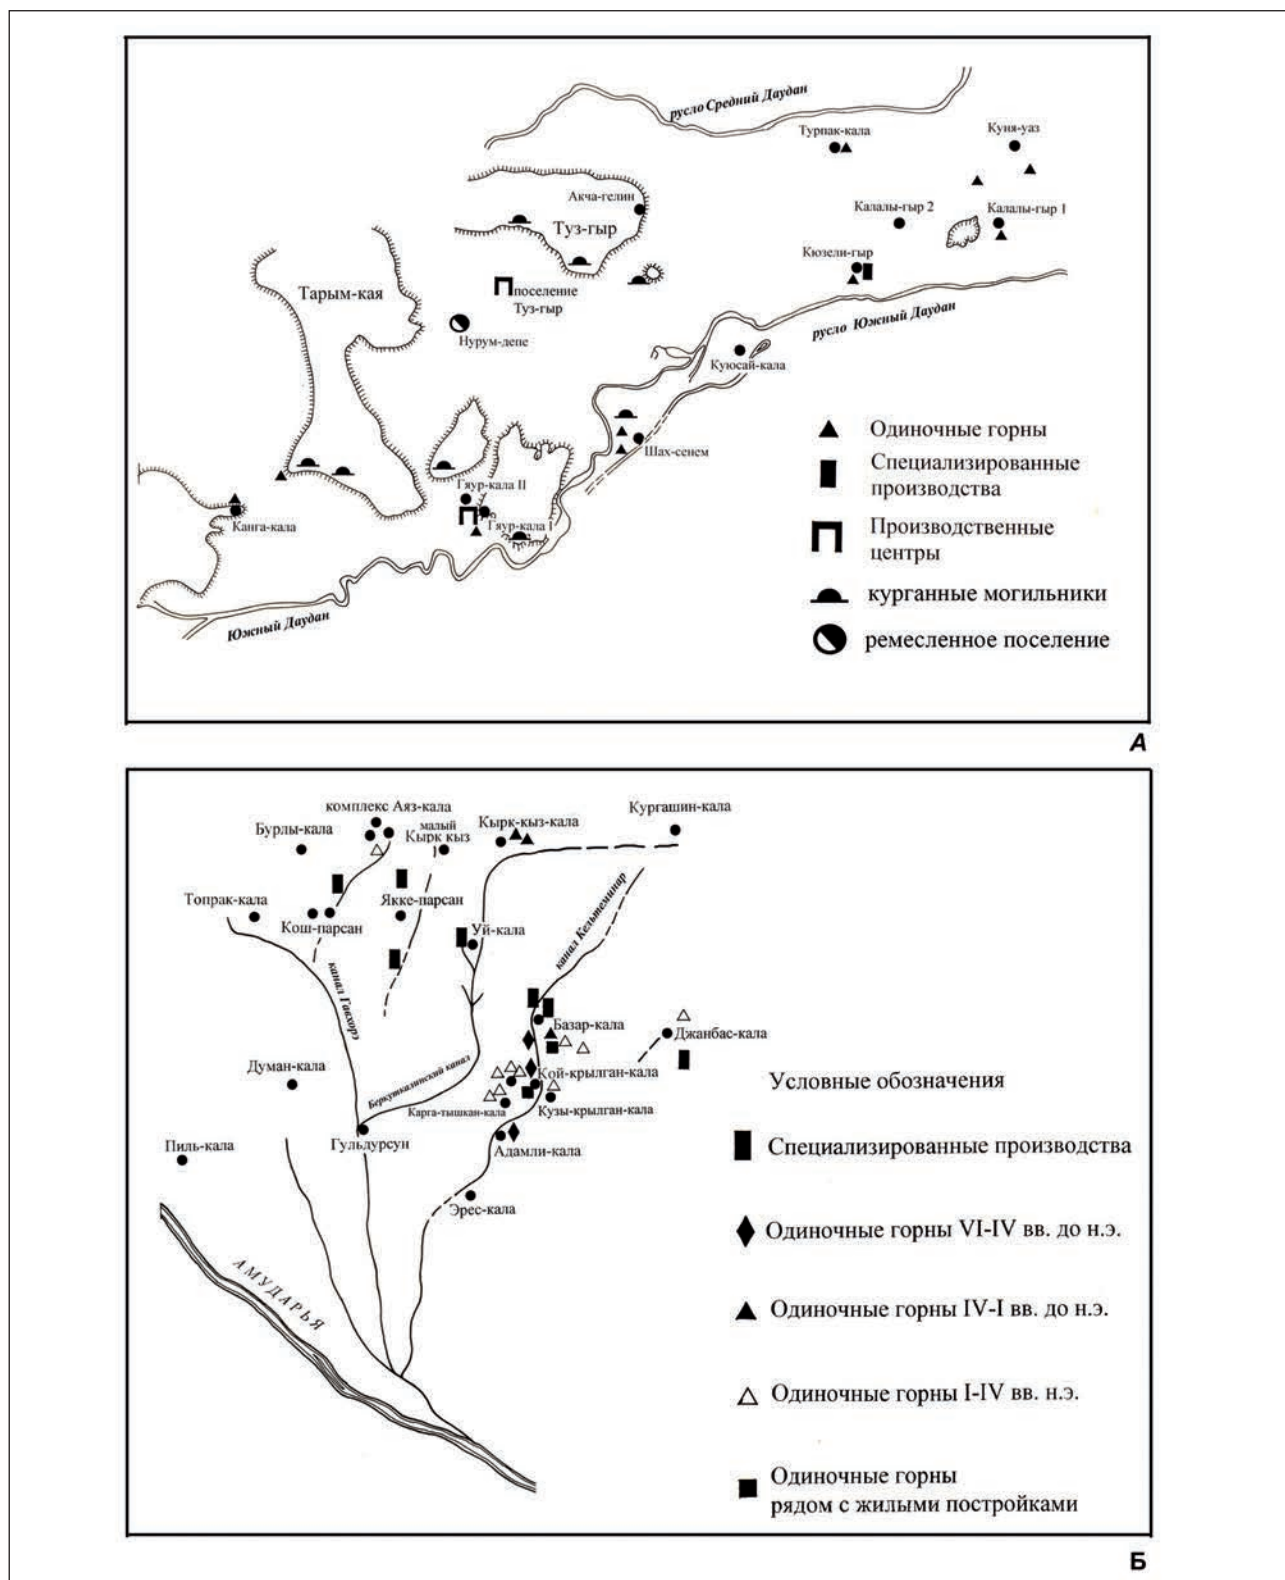 русло Средний Даудан
Турпак-кала
Куня-уаз
Акча-гелин
Туз-гыр
Калалы-гыр 2
Калалы-гыр 1
Кюзели-гыр
Тарым-кая
поселение
Туз-гыр
Нурум-депе
русло Южный Даудан
Куюсай-кала
Шах-сенем
Гяур-кала II
Гяур-кала I
Канга-кала
Южный Даудан
Одиночные горны
Специализированные
производства
Производственные
центры
курганные могильники
ремесленное поселение
А
комплекс Аяз-кала
Бурлы-кала
малый
Кырк кыз
Кырк-кыз-кала
Кургашин-кала
Топрак-кала
Кош-парсан
Якке-парсан
Уй-кала
канал Кельтеминар
канал Гавхорэ
Базар-кала
Джанбас-кала
Думан-кала
Беркуткалинский канал
Кой-крылган-кала
Карга-тышкан-кала
Кузы-крылган-кала
Пиль-кала
Гульдурсун
Адамли-кала
Эрес-кала
АМУДАРЬЯ
Условные обозначения
Специализированные производства
Одиночные горны VI-IV вв. до н.э.
Одиночные горны IV-I вв. до н.э.
Одиночные горны I-IV вв. н.э.
Одиночные горны
рядом с жилыми постройками
Б